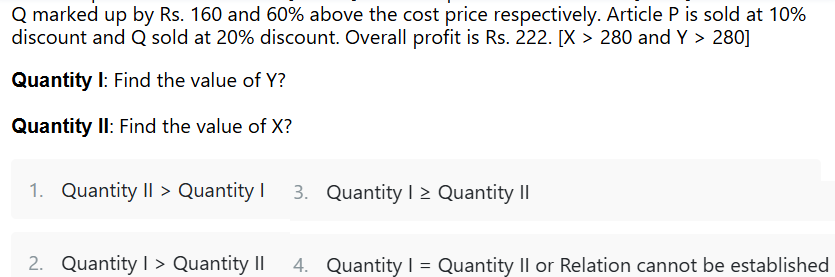 Q marked up by Rs. 160 and 60% above the cost price respectively. Article P is sold at 10%
discount and Q sold at 20% discount. Overall profit is Rs. 222. [X > 280 and Y > 280]
Quantity I: Find the value of Y?
Quantity II: Find the value of X?
1. Quantity II > Quantity I
3. Quantity I ≥ Quantity II
2. Quantity I > Quantity II
4. Quantity I = Quantity II or Relation cannot be established